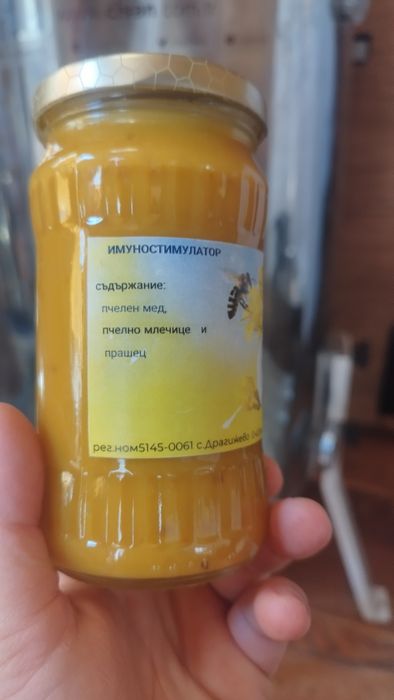 ИМУНОСТИМУЛАТОР
съдържание:
пчелен мед,
пчелно млечице и
прашец
рег.ном5145-0061 с.Драгижево